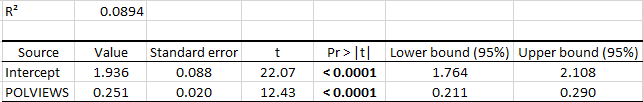 R² 0.0894
Source Value Standard error t Pr > |t| Lower bound (95%) Upper bound (95%)
Intercept 1.936 0.088 22.07 < 0.0001 1.764 2.108
POLVIEWS 0.251 0.020 12.43 < 0.0001 0.211 0.290